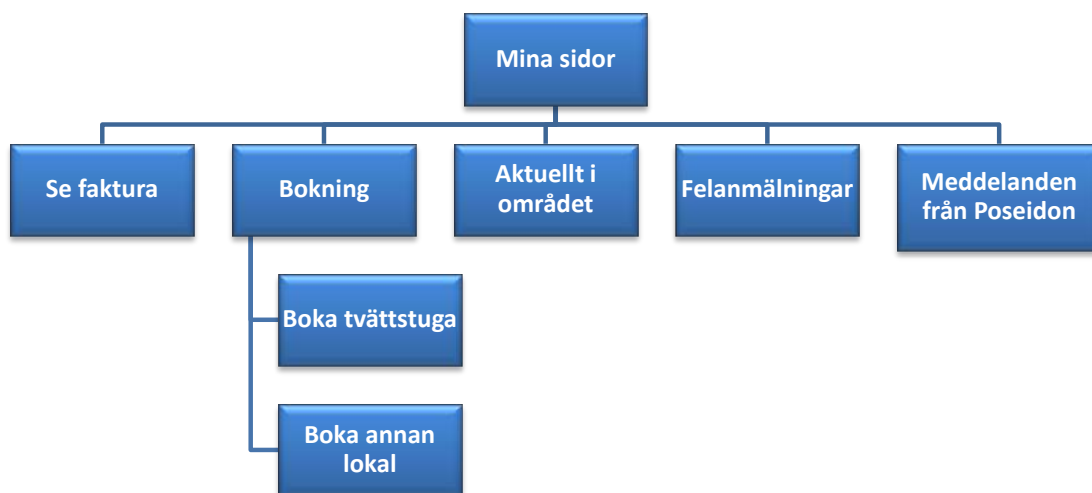 Mina sidor
Se faktura
Bokning
Aktuellt i
området
Felanmälningar
Meddelanden
från Poseidon
Boka tvättstuga
Boka annan
lokal